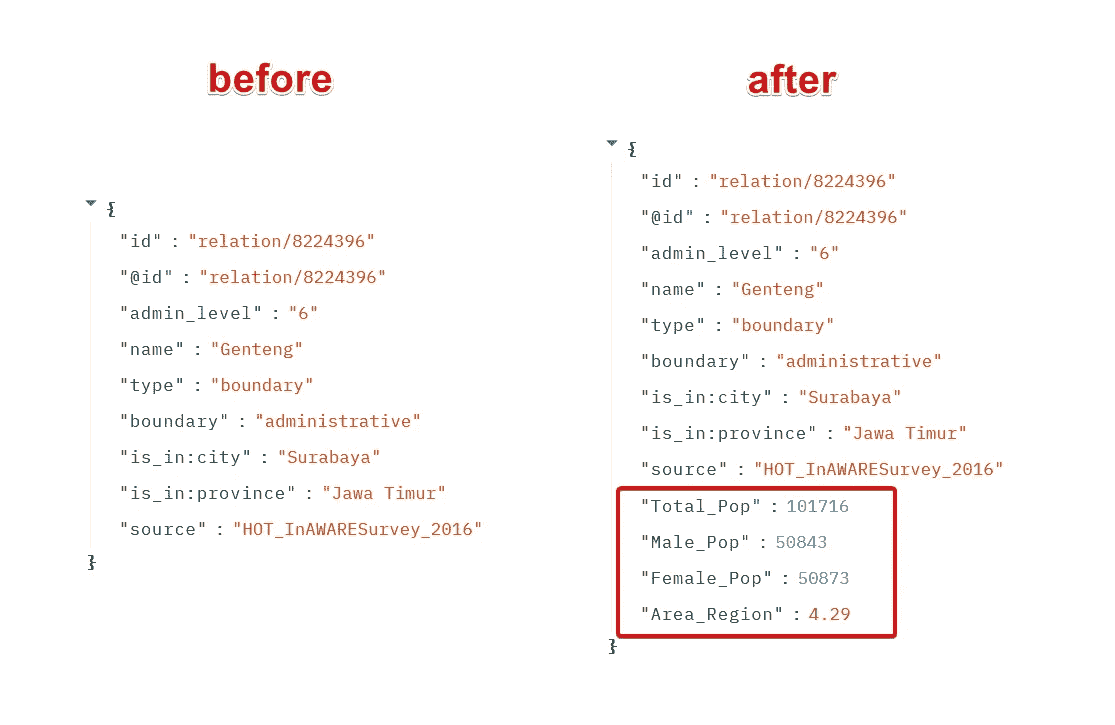 before
{
"id" : "relation/8224396"
"@id" : "relation/8224396"
"admin_level" : "6"
"name" : "Genteng"
"type" : "boundary"
"boundary" : "administrative"
"is_in:city" : "Surabaya"
"is_in:province" : "Jawa Timur"
"source" : "HOT_InAWARESurvey_2016"
}
after
{
"id" : "relation/8224396"
"@id" : "relation/8224396"
"admin_level" : "6"
"name" : "Genteng"
"type" : "boundary"
"boundary" : "administrative"
"is_in:city" : "Surabaya"
"is_in:province" : "Jawa Timur"
"source" : "HOT_InAWARESurvey_2016"
"Total_Pop" : 101716
"Male_Pop" : 50843
"Female_Pop" : 50873
"Area_Region" : 4.29
}